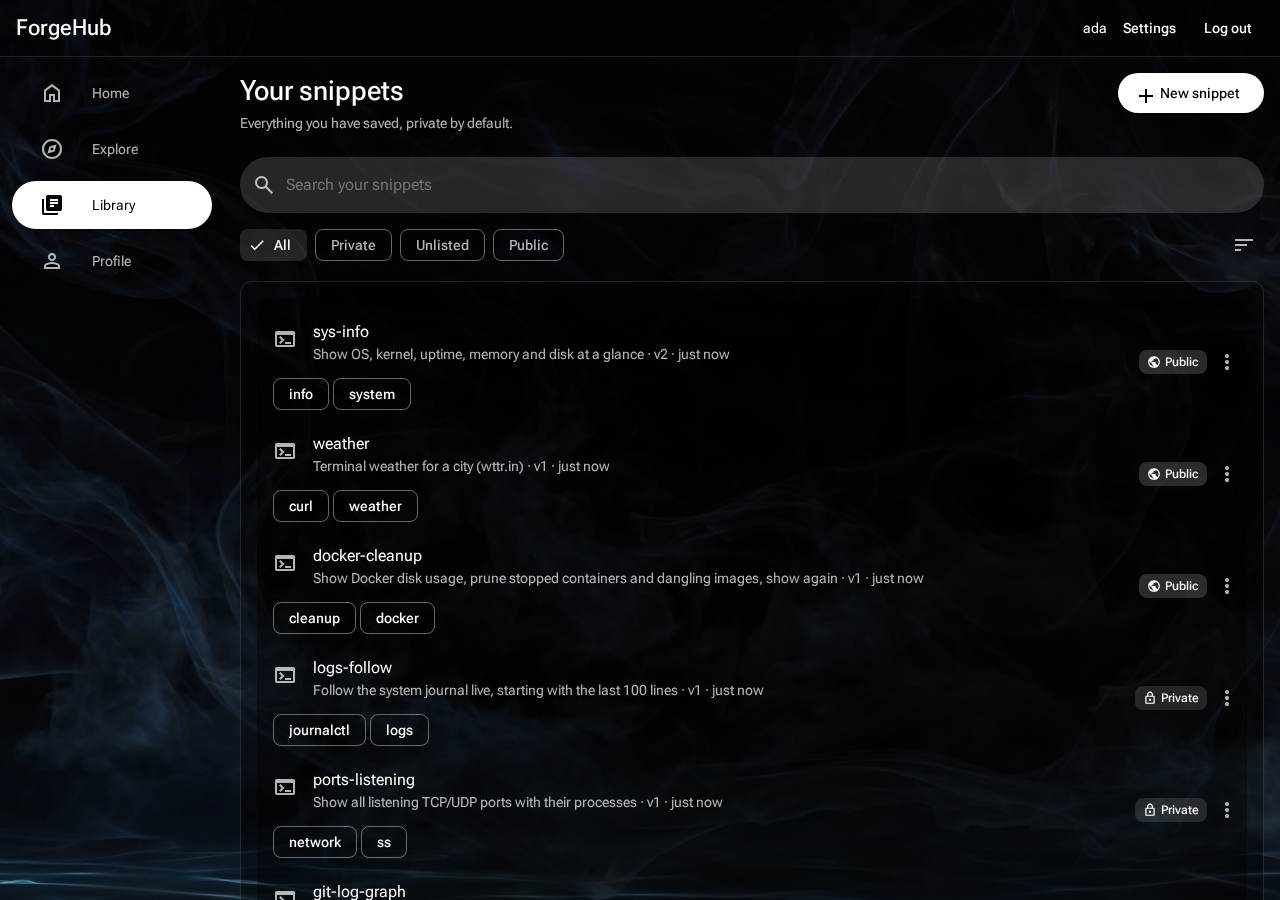 ForgeHub
ada
Settings
Log out
Home
Explore
Library
Profile
Your snippets
Everything you have saved, private by default.
New snippet
Search your snippets
All
Private
Unlisted
Public
sys-info
Show OS, kernel, uptime, memory and disk at a glance · v2 · just now
Public
info
system
weather
Terminal weather for a city (wttr.in) · v1 · just now
Public
curl
weather
docker-cleanup
Show Docker disk usage, prune stopped containers and dangling images, show again · v1 · just now
Public
cleanup
docker
logs-follow
Follow the system journal live, starting with the last 100 lines · v1 · just now
Private
journalctl
logs
ports-listening
Show all listening TCP/UDP ports with their processes · v1 · just now
Private
network
ss
git-log-graph